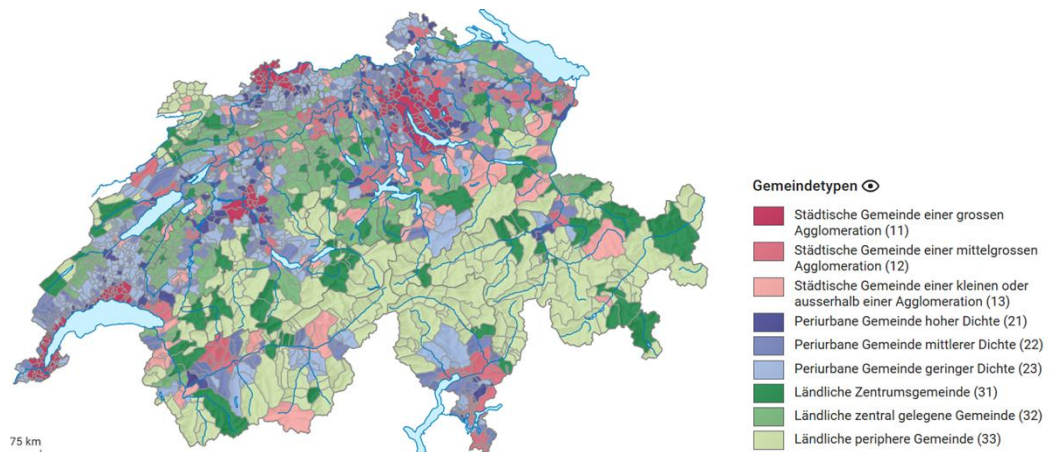 Gemeindetypen
Städtische Gemeinde einer grossen
Agglomeration (11)
Städtische Gemeinde einer mittelgrossen
Agglomeration (12)
Städtische Gemeinde einer kleinen oder
ausserhalb einer Agglomeration (13)
Periurbane Gemeinde hoher Dichte (21)
Periurbane Gemeinde mittlerer Dichte (22)
Periurbane Gemeinde geringer Dichte (23)
Ländliche Zentrumsgemeinde (31)
Ländliche zentral gelegene Gemeinde (32)
Ländliche periphere Gemeinde (33)
75 km